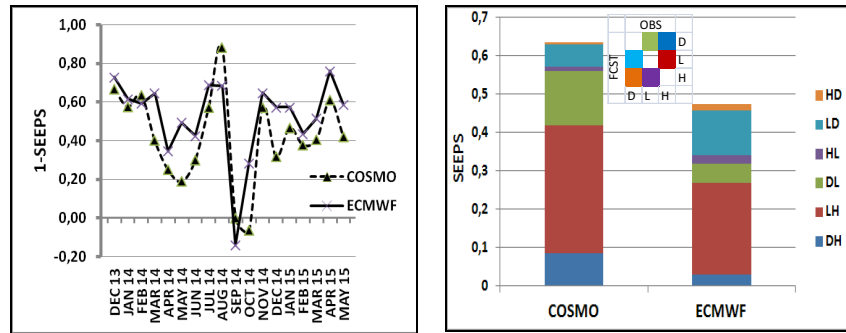 1,00
0,80
0,60
0,40
0,20
0,00
-0,20
1-SEEPS
COSMO
ECMWF
DEC 13
JAN 14
FEB 14
MAR 14
APR 14
MAY 14
JUN 14
JUL 14
AUG 14
SEP 14
OCT 14
NOV 14
DEC 14
JAN 15
FEB 15
MAR 15
APR 15
MAY 15
0,7
0,6
0,5
0,4
0,3
0,2
0,1
0
SEEPS
OBS
FCST
D
L
H
D L H
COSMO
ECMWF
HD
LD
HL
DL
LH
DH